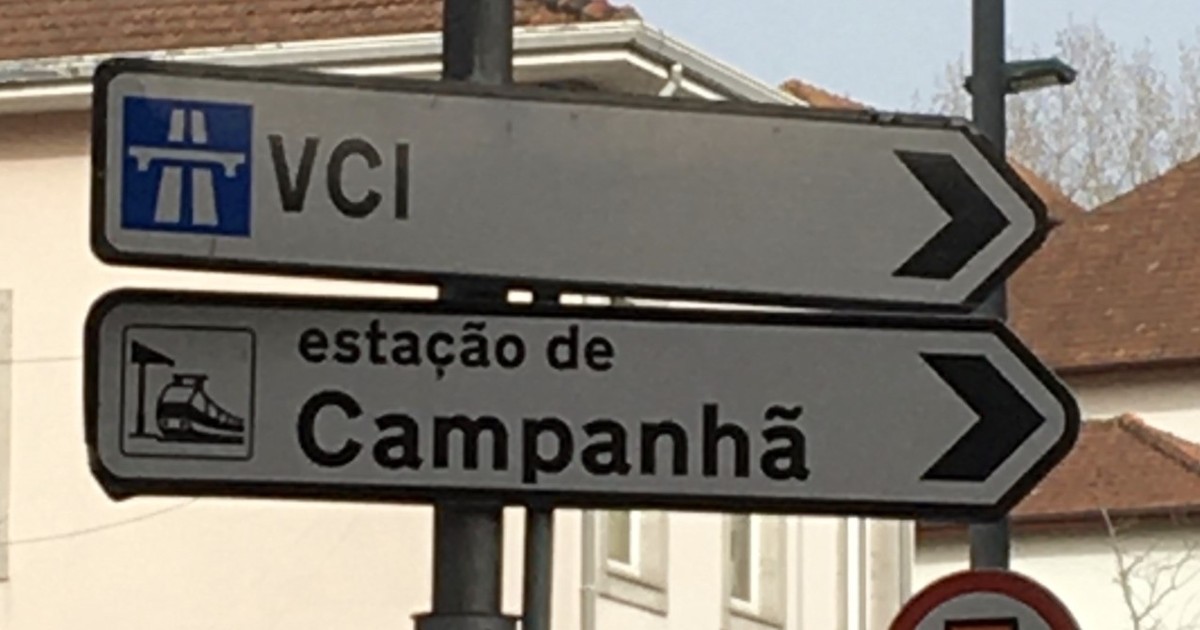 VCI
estação de
Campanhã